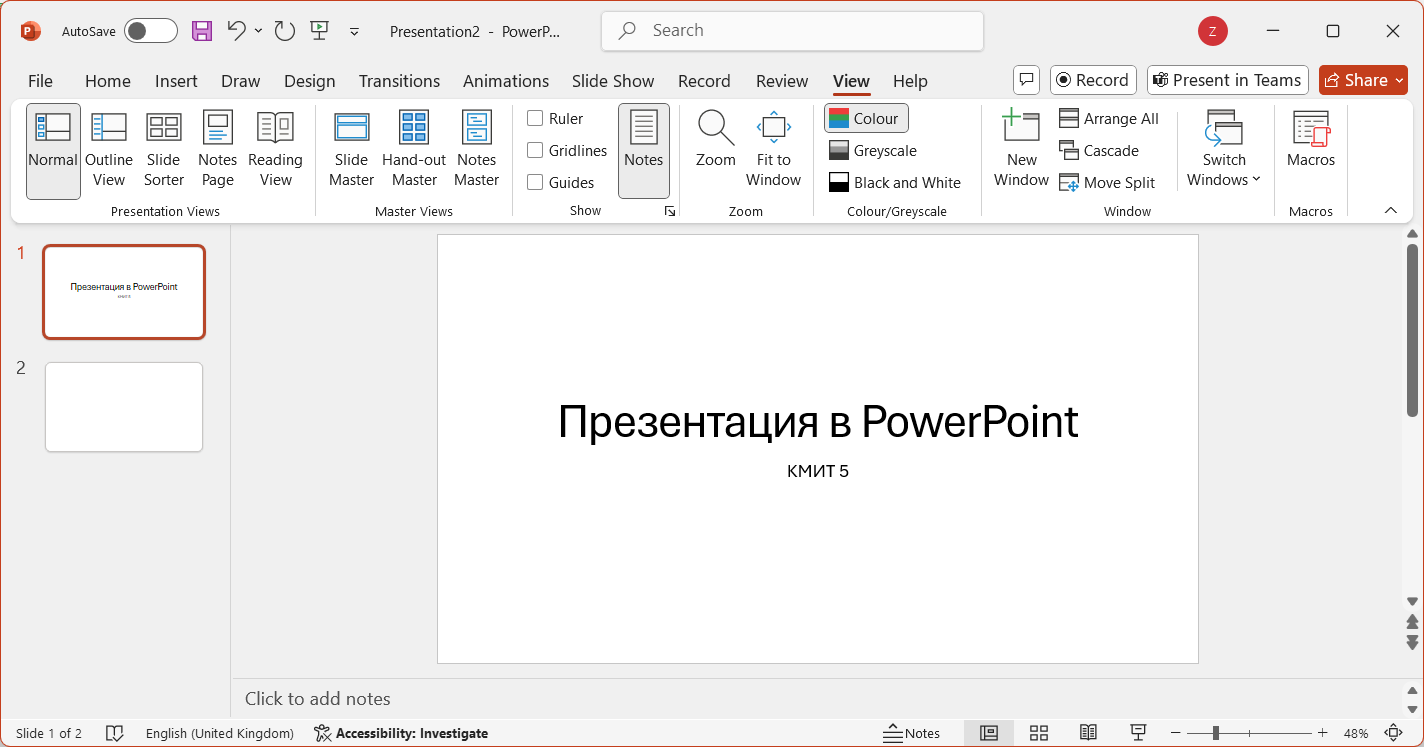 AutoSave
Presentation2 - PowerP...
Search
Z
File Home Insert Draw Design Transitions Animations Slide Show Record Review View Help
Record
Present in Teams
Share
Normal
Outline View
Slide Sorter
Notes Page
Reading View
Presentation Views
Slide Master
Hand-out Master
Notes Master
Master Views
Ruler
Gridlines
Guides
Notes
Show
Zoom
Fit to Window
Zoom
Colour
Greyscale
Black and White
Colour/Greyscale
New Window
Arrange All
Cascade
Move Split
Switch Windows
Window
Macros
Macros
1
Презентация в PowerPoint
КМИТ 5
2
Презентация в PowerPoint
КМИТ 5
Click to add notes
Slide 1 of 2
English (United Kingdom)
Accessibility: Investigate
Notes
48%